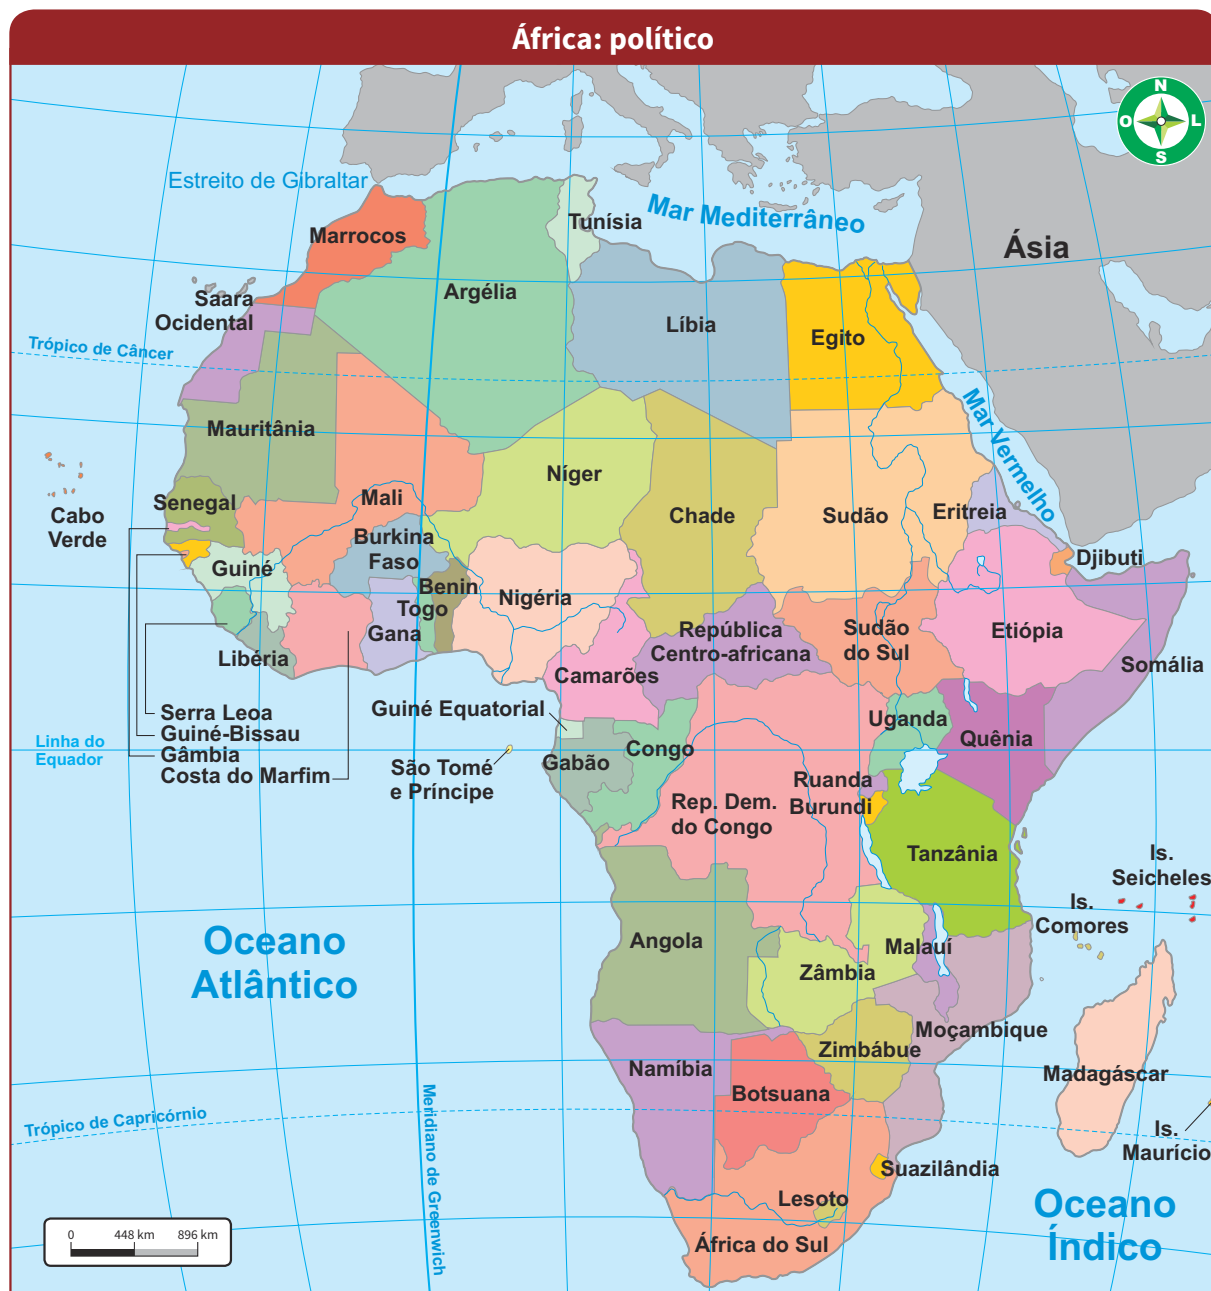 África: político
N
O
L
S
Estreito de Gibraltar
Mar Mediterrâneo
Tunísia
Marrocos
Ásia
Argélia
Saara
Ocidental
Líbia
Egito
Trópico de Câncer
Mar Vermelho
Mauritânia
Níger
Senegal
Mali
Cabo
Verde
Chade
Sudão
Eritreia
Burkina
Faso
Djibuti
Guiné
Benin
Togo
Nigéria
Gana
República
Centro-africana
Sudão
do Sul
Etiópia
Libéria
Somália
Camarões
Serra Leoa
Guiné-Bissau
Gâmbia
Costa do Marfim
Guiné Equatorial
Uganda
Quênia
Linha do
Equador
Congo
Gabão
São Tomé
e Príncipe
Ruanda
Burundi
Rep. Dem.
do Congo
Tanzânia
Is.
Seicheles
Is.
Comores
Oceano
Atlântico
Angola
Malauí
Zâmbia
Moçambique
Zimbábue
Namíbia
Madagáscar
Botsuana
Trópico de Capricórnio
Meridiano de Greenwich
Is.
Maurício
Suazilândia
Lesoto
Oceano
Índico
África do Sul
0 448 km 896 km